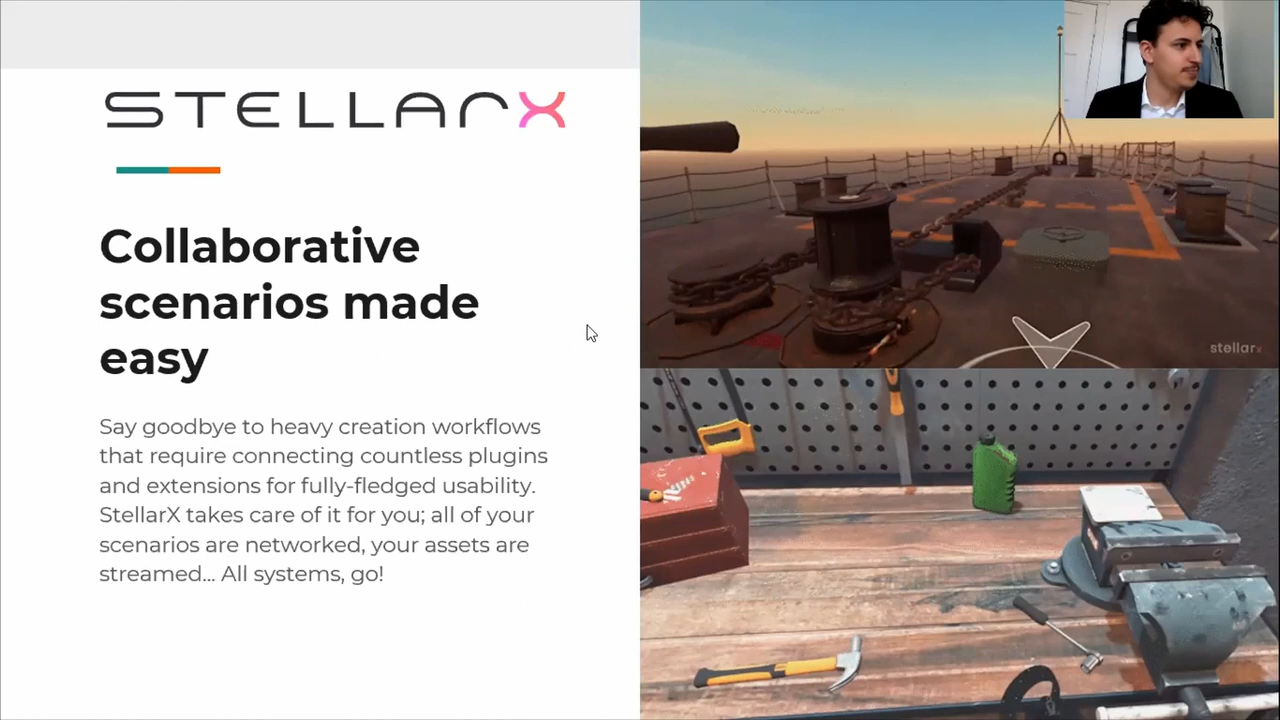 STELLARX
Collaborative
scenarios made
easy
Say goodbye to heavy creation workflows
that require connecting countless plugins
and extensions for fully-fledged usability.
StellarX takes care of it for you; all of your
scenarios are networked, your assets are
streamed... All systems, go!
stellarx